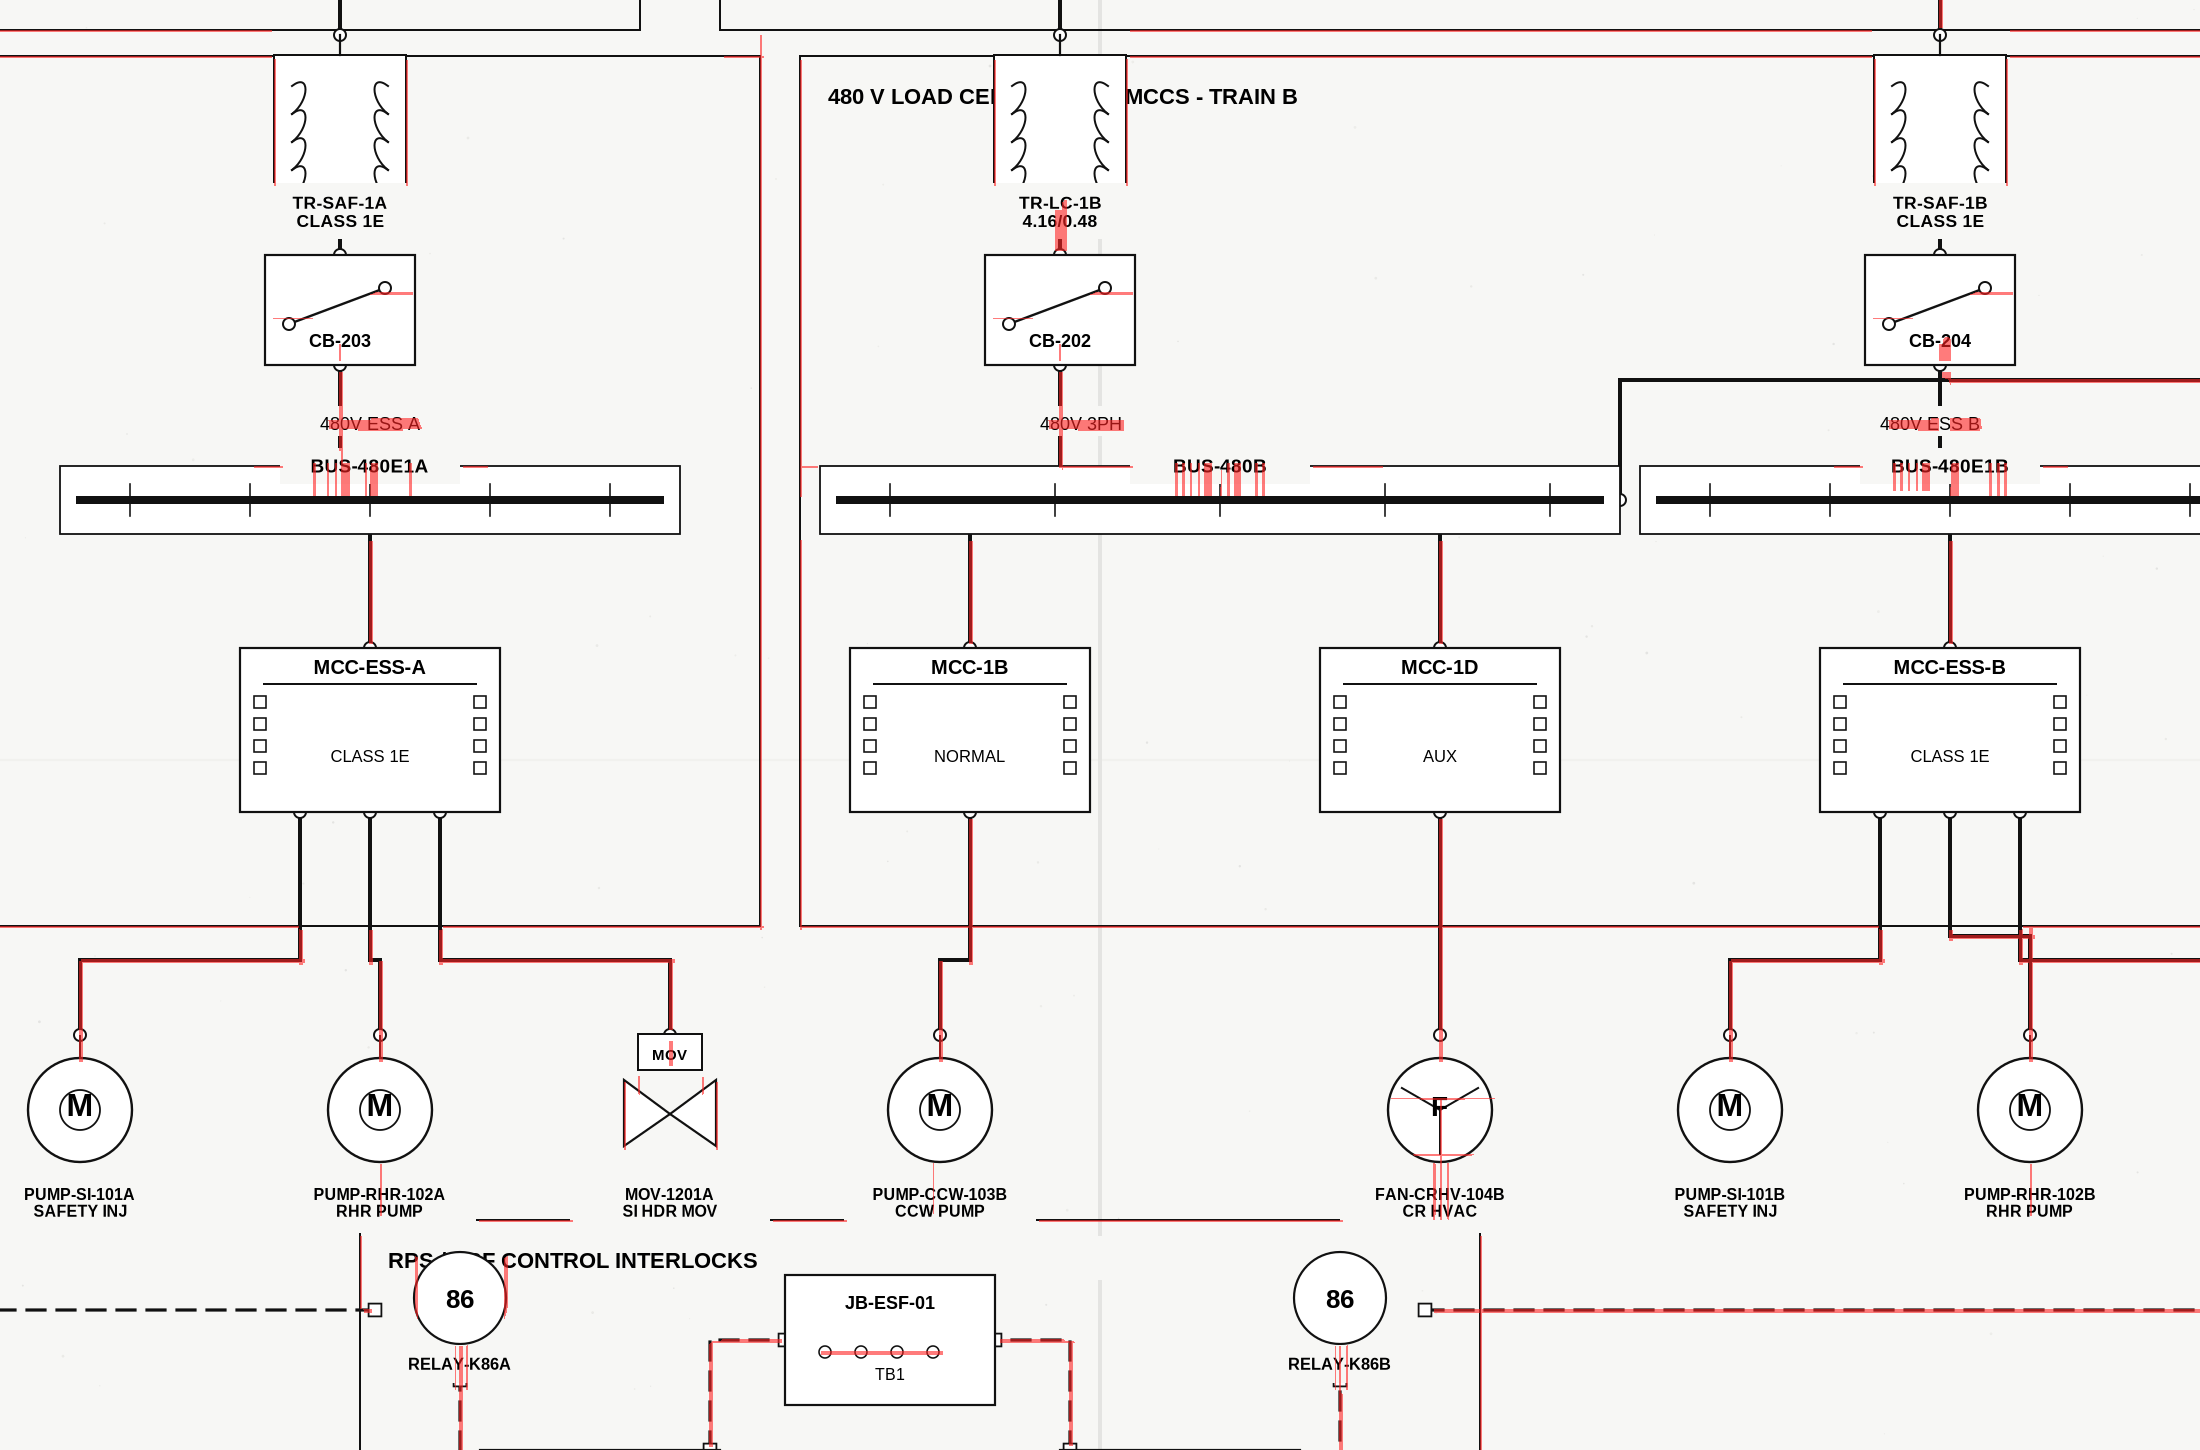 480 V LOAD CE MCCS - TRAIN B
TR-SAF-1A
CLASS 1E
TR-LC-1B
4.16/0.48
TR-SAF-1B
CLASS 1E
CB-203
CB-202
CB-204
480V ESS A
480V 3PH
480V ESS B
BUS-480E1A
BUS-480B
BUS-480E1B
MCC-ESS-A
CLASS 1E
MCC-1B
NORMAL
MCC-1D
AUX
MCC-ESS-B
CLASS 1E
MOV
M
M
M
F
M
M
PUMP-SI-101A
SAFETY INJ
PUMP-RHR-102A
RHR PUMP
MOV-1201A
SI HDR MOV
PUMP-CCW-103B
CCW PUMP
FAN-CRHV-104B
CR HVAC
PUMP-SI-101B
SAFETY INJ
PUMP-RHR-102B
RHR PUMP
RPS CONTROL INTERLOCKS
86
JB-ESF-01
86
RELAY-K86A
TB1
RELAY-K86B